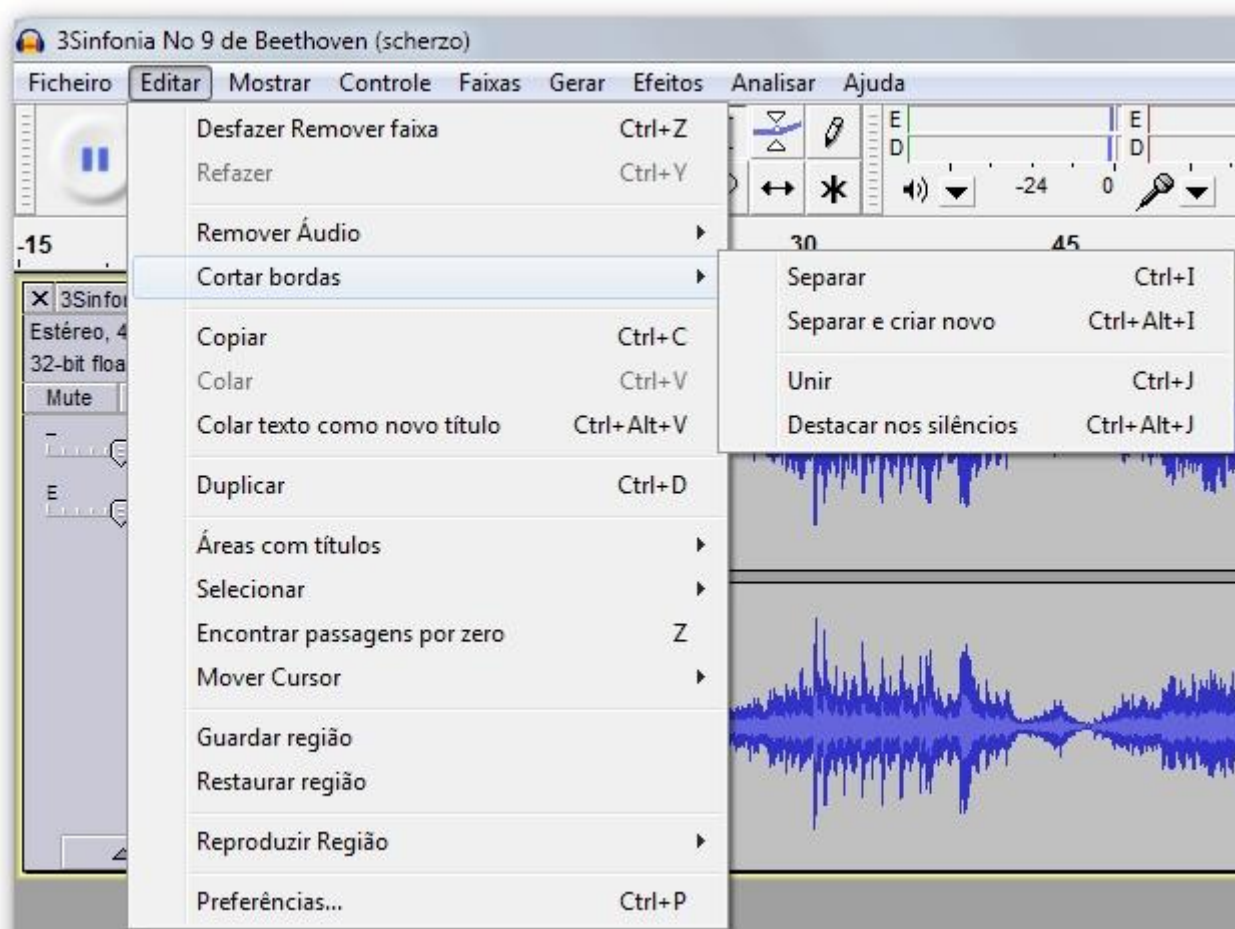 3Sinfonia No 9 de Beethoven (scherzo)
Ficheiro Editar Mostrar Controle Faixas Gerar Efeitos Analisar Ajuda
Desfazer Remover faixa Ctrl+Z
Refazer Ctrl+Y
Remover Áudio
Cortar bordas
Copiar Ctrl+C
Colar Ctrl+V
Colar texto como novo título Ctrl+Alt+V
Duplicar Ctrl+D
Áreas com títulos
Selecionar
Encontrar passagens por zero Z
Mover Cursor
Guardar região
Restaurar região
Reproduzir Região
Preferências... Ctrl+P
Separar Ctrl+I
Separar e criar novo Ctrl+Alt+I
Unir Ctrl+J
Destacar nos silêncios Ctrl+Alt+J
E E
D D
-24 0
-15 30 45
Estéreo, 4
32-bit
Mute
E